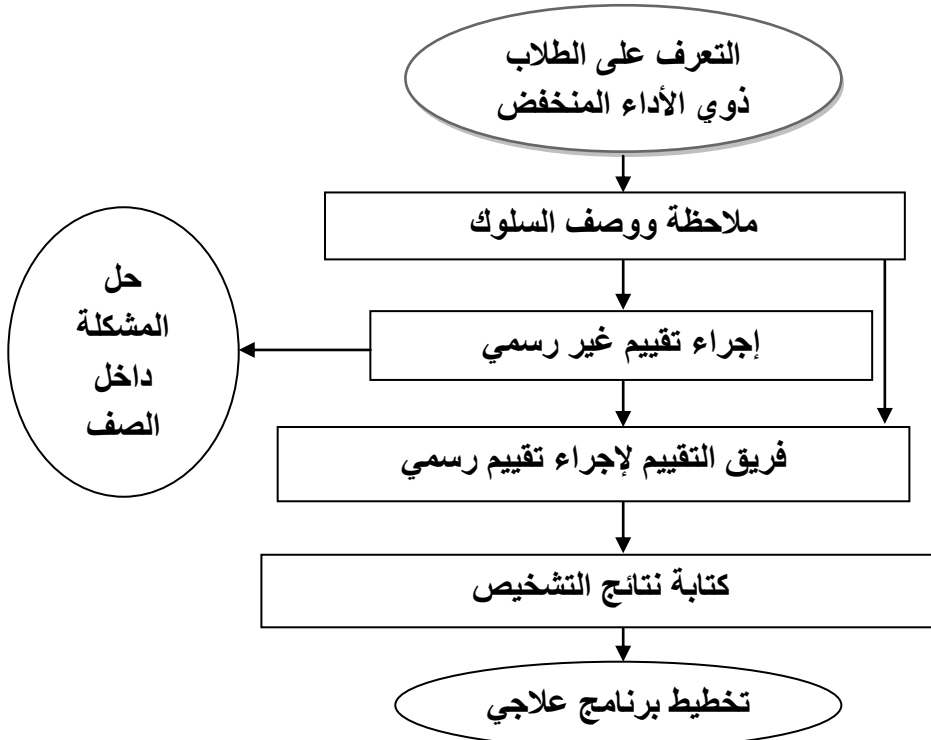 التعرف على الطلاب
ذوي الأداء المنخفض
ملاحظة ووصف السلوك
حل
المشكلة
داخل
الصف
إجراء تقييم غير رسمي
فريق التقييم لإجراء تقييم رسمي
كتابة نتائج التشخيص
تخطيط برنامج علاجي